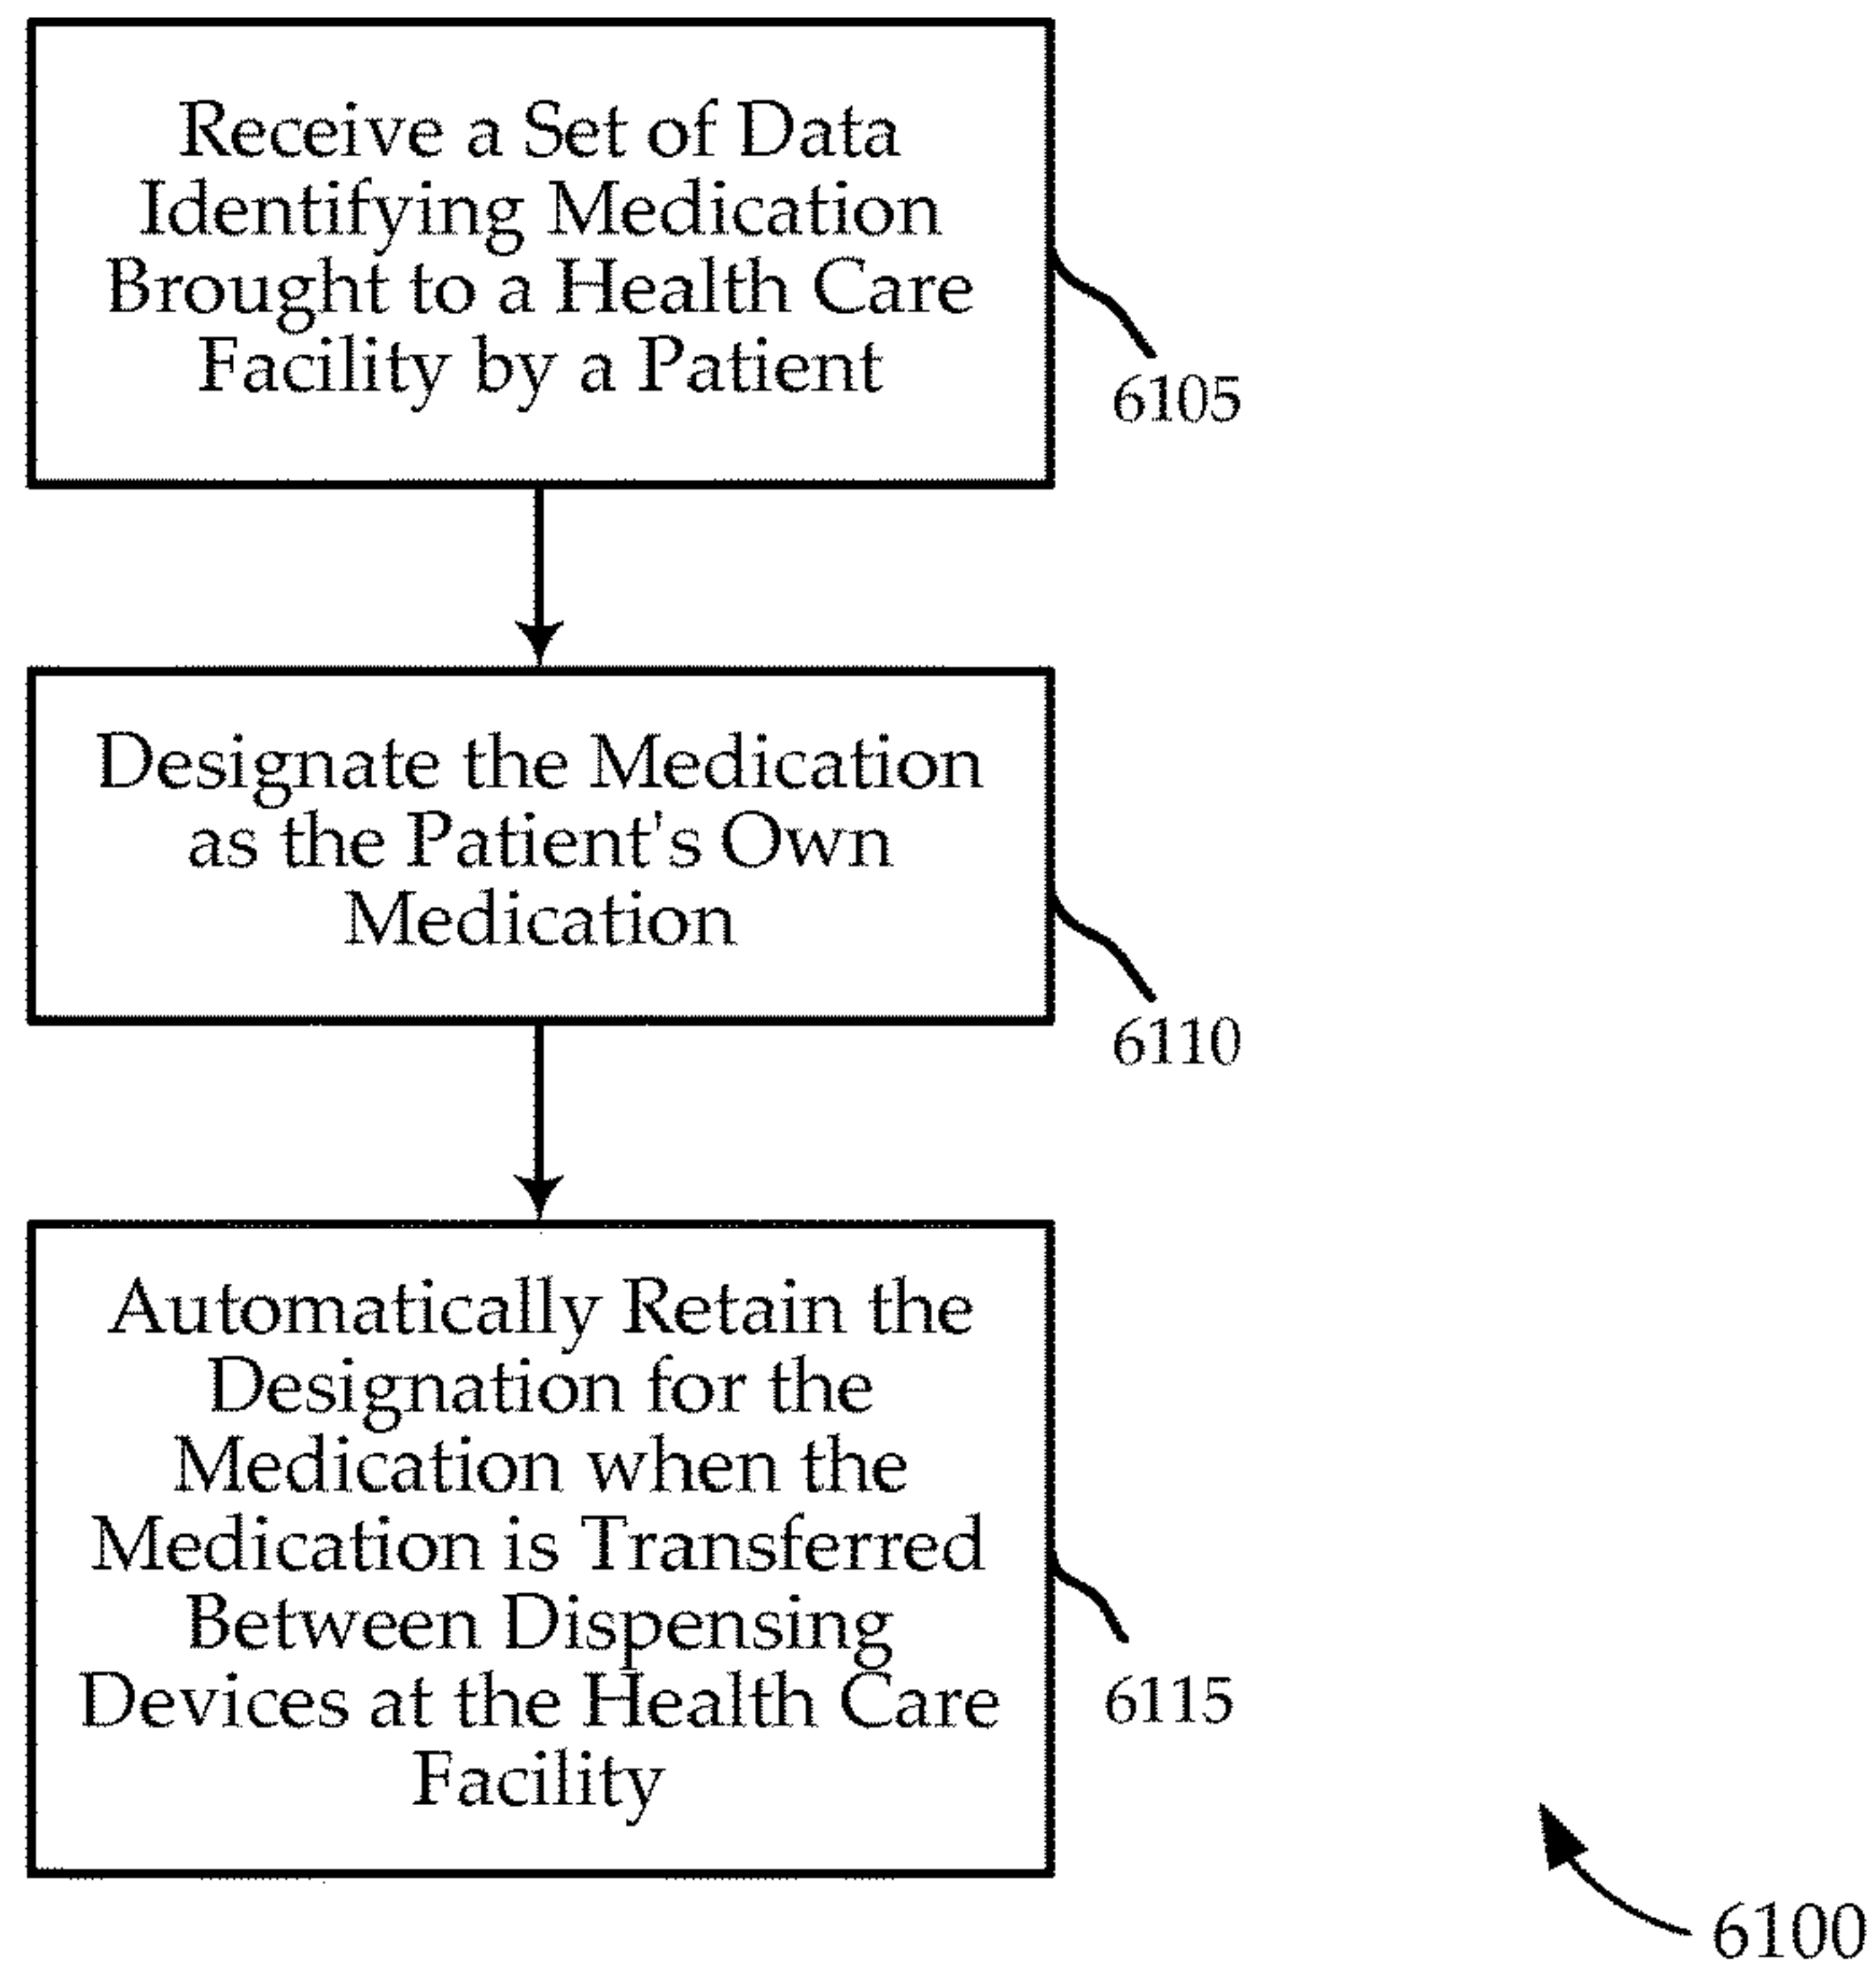 Receive a Set of Data
Identifying Medication
Brought to a Health Care
Facility by a Patient
6105
Designate the Medication
as the Patient's Own
Medication
6110
Automatically Retain the
Designation for the
Medication when the
Medication is Transferred
Between Dispensing
Devices at the Health Care
Facility
6115
6100